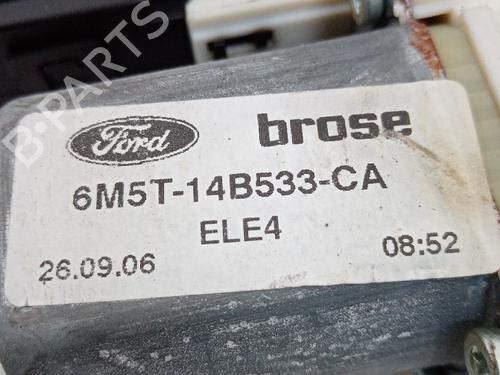 B-PARTS
Ford brose
6M5T-14B533-CA
ELE4
26.09.06 08:52